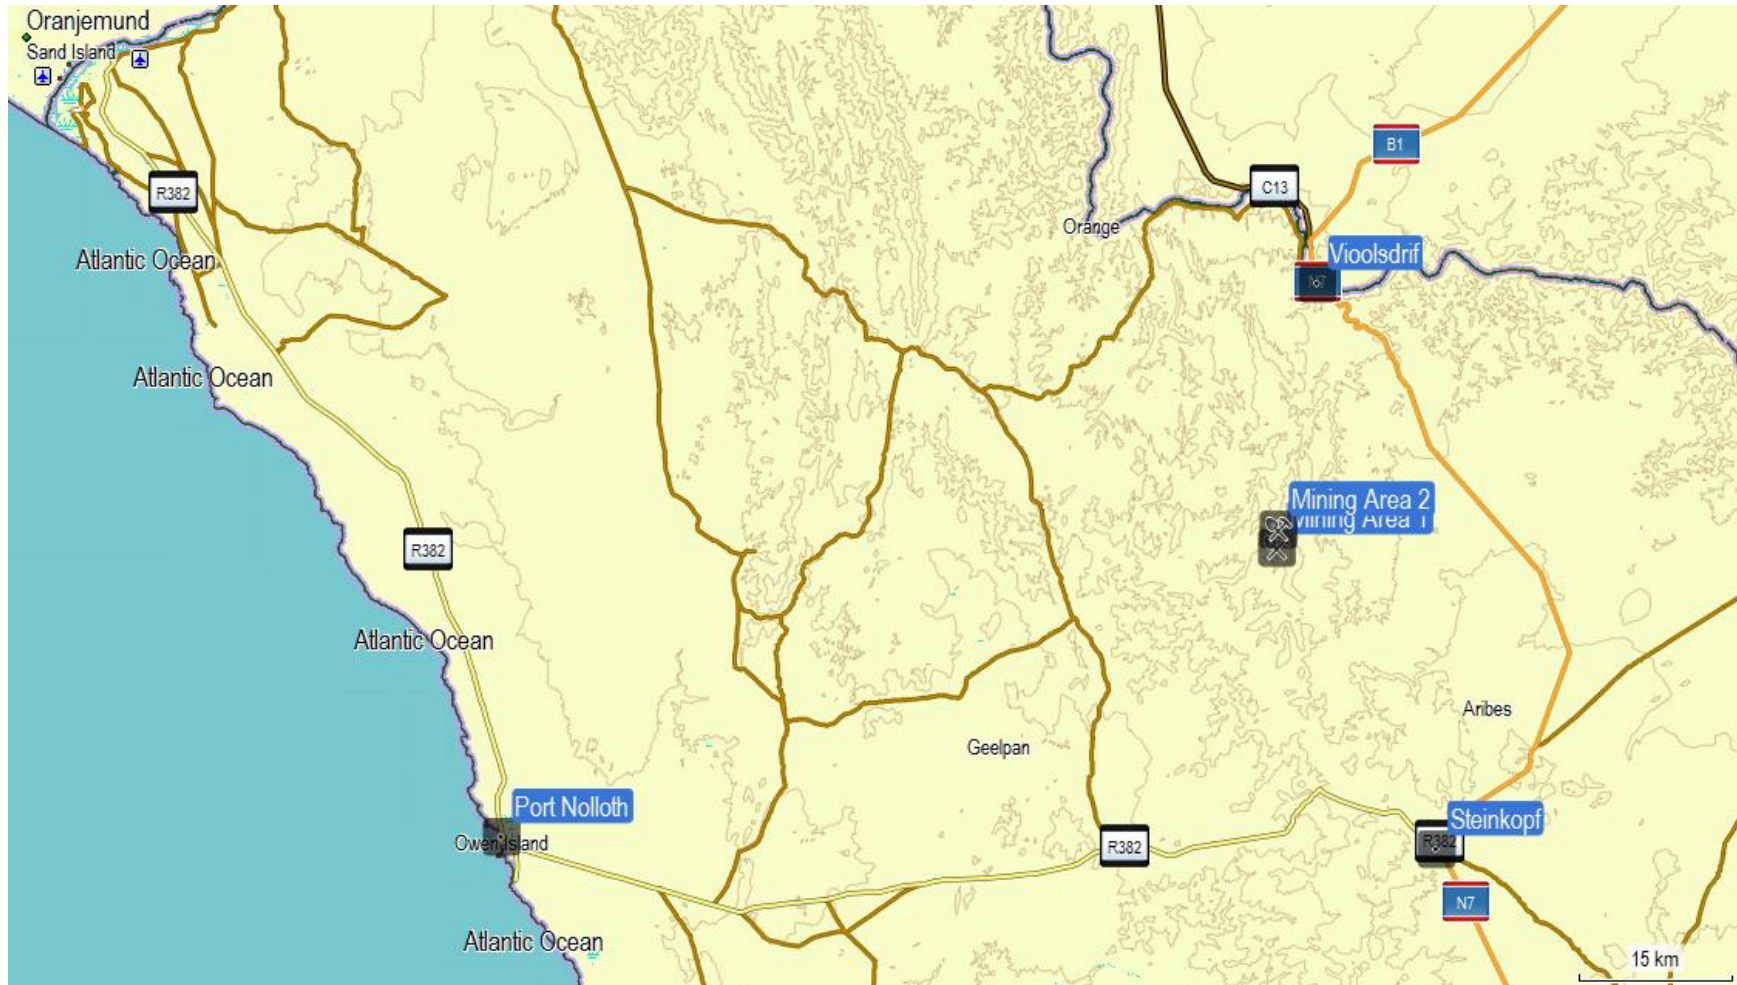 Oranjemund
Sand Island
B1
C13
R382
Orange
Vioolsdrif
Atlantic Ocean
N7
Atlantic Ocean
Mining Area 2
Mining Area 1
R382
Atlantic Ocean
Aribes
Geelpan
Port Nolloth
Steinkopf
Owen Island
R382
R382
N7
Atlantic Ocean
15 km